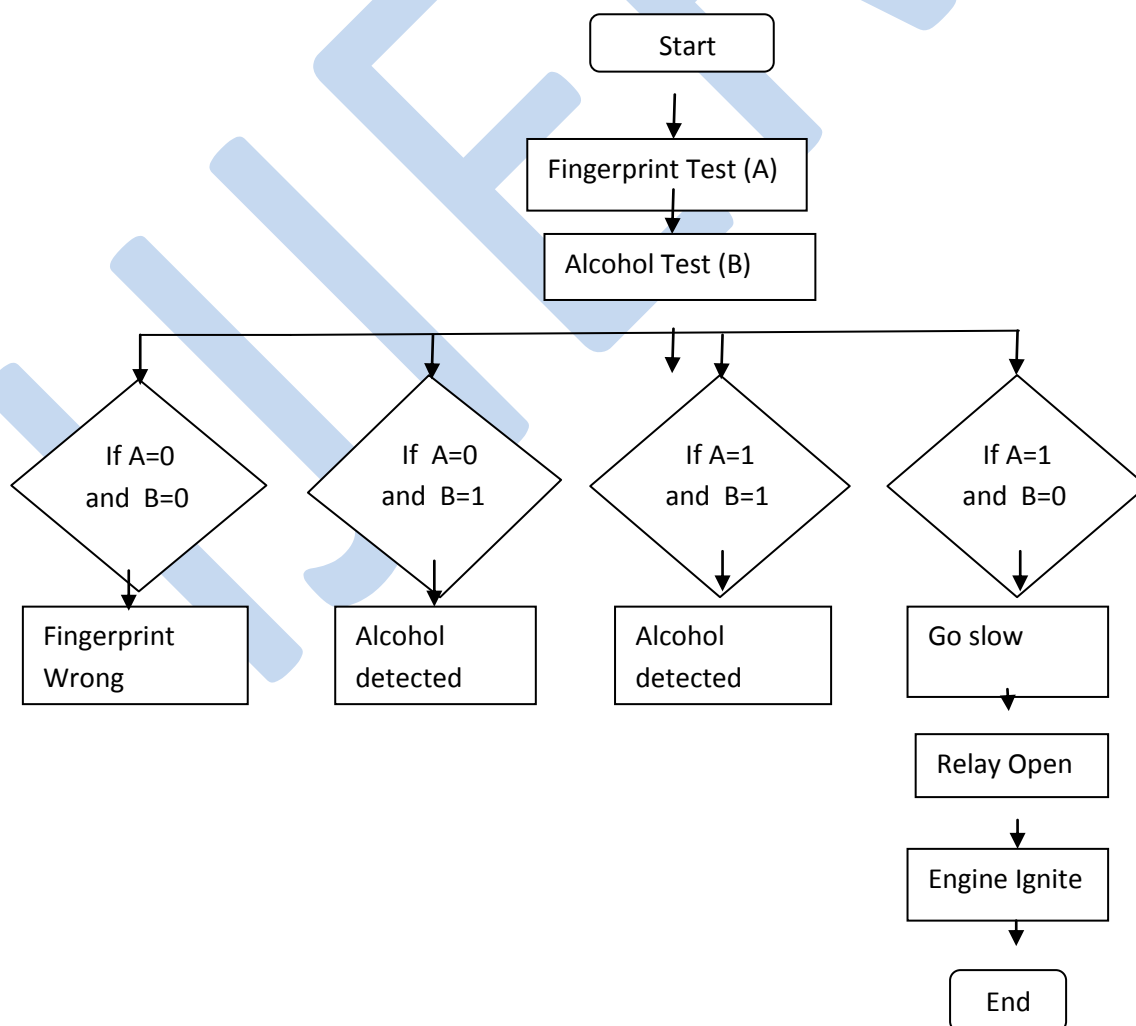 Start
Fingerprint Test (A)
Alcohol Test (B)
If A=0
and B=0
If A=0
and B=1
If A=1
and B=1
If A=1
and B=0
Fingerprint
Wrong
Alcohol
detected
Alcohol
detected
Go slow
Relay Open
Engine Ignite
End